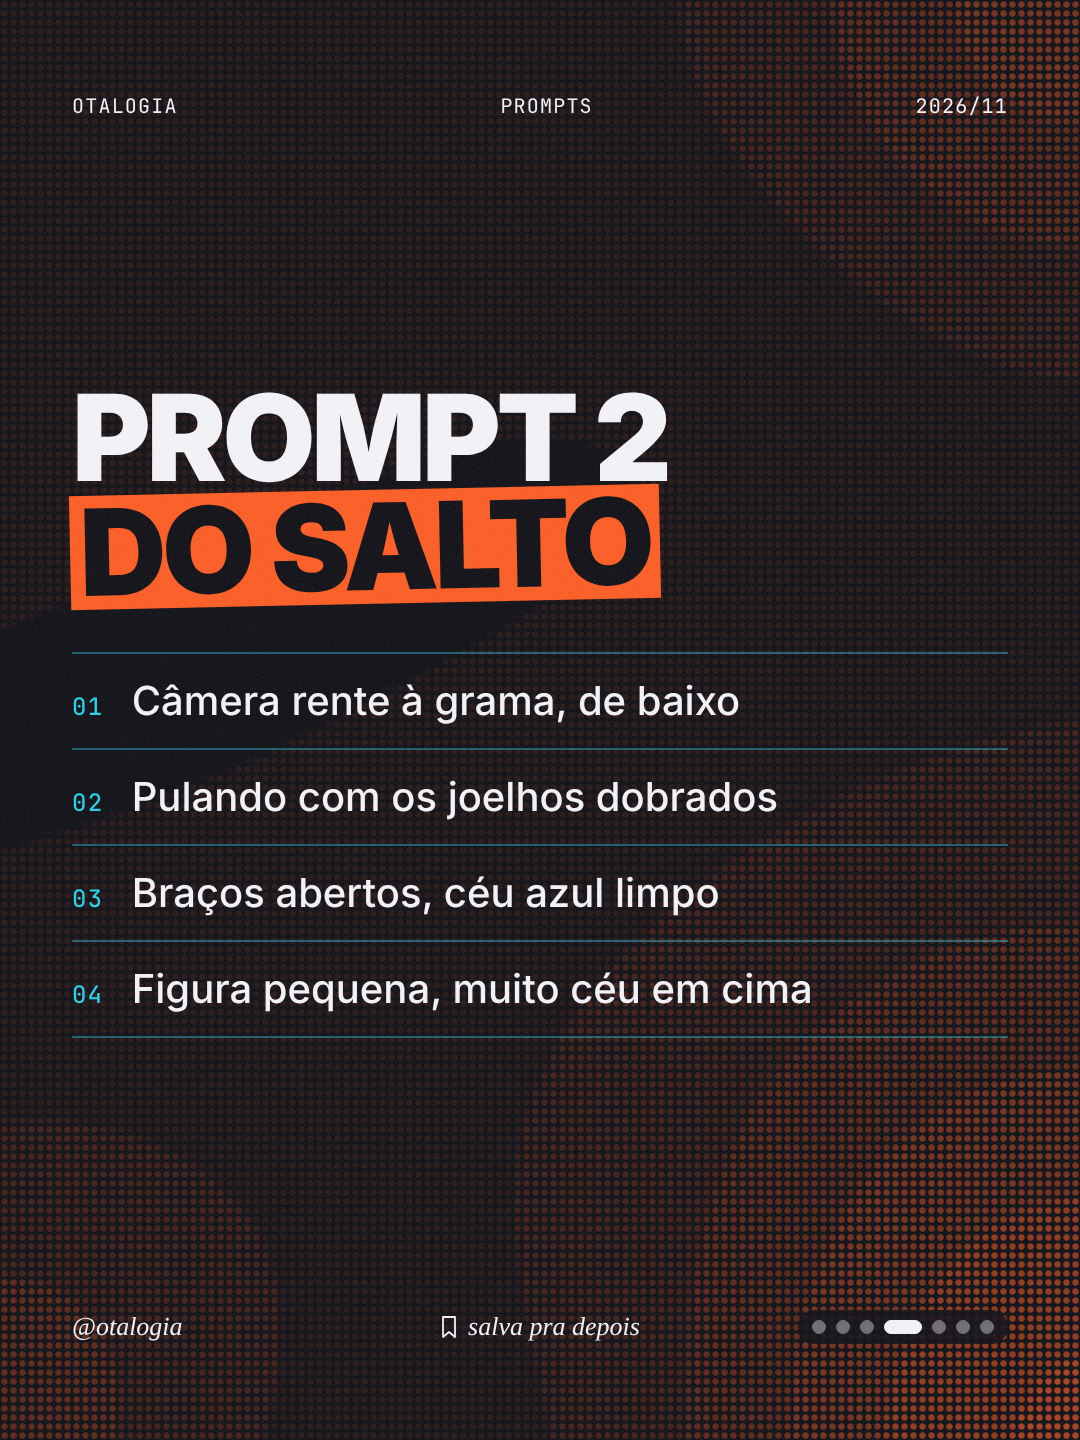 OTALOGIA
PROMPTS
2026/11
PROMPT 2
DO SALTO
01 Câmera rente à grama, de baixo
02 Pulando com os joelhos dobrados
03 Braços abertos, céu azul limpo
04 Figura pequena, muito céu em cima
@otalogia
salva pra depois